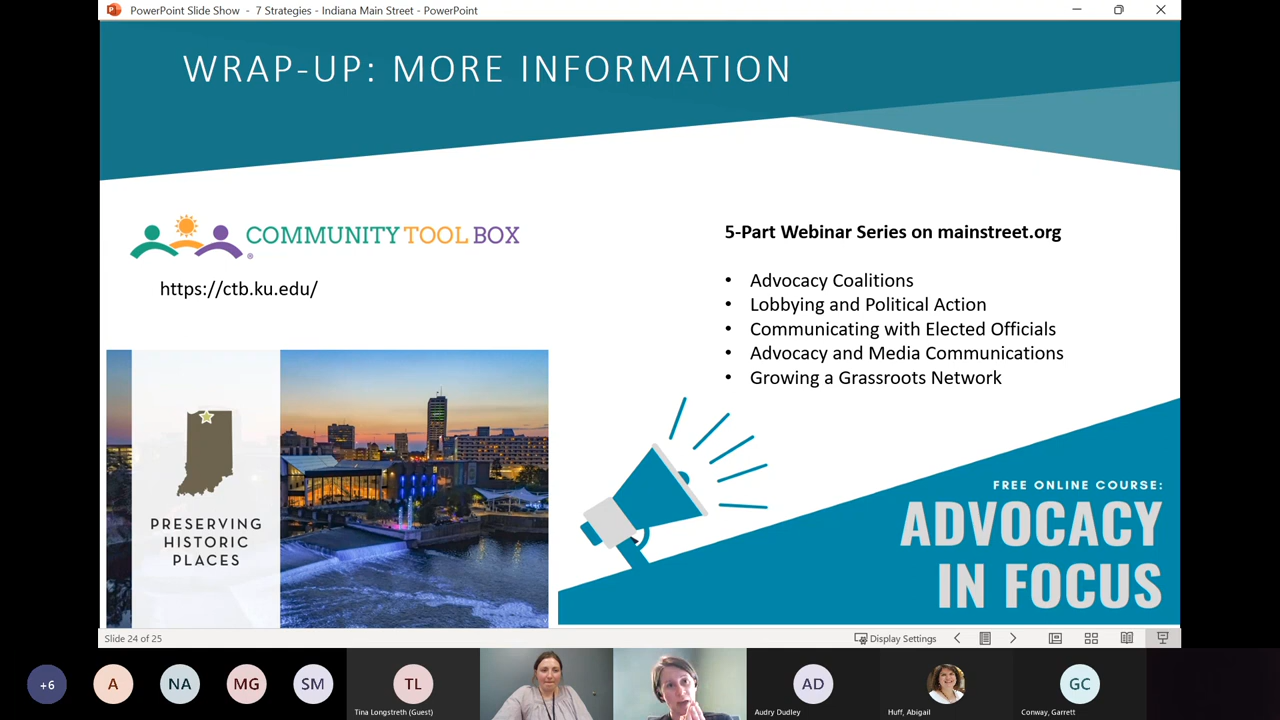 PowerPoint Slide Show - 7 Strategies - Indiana Main Street - PowerPoint
WRAP-UP: MORE INFORMATION
COMMUNITY TOOL BOX
®
https://ctb.ku.edu/
5-Part Webinar Series on mainstreet.org
• Advocacy Coalitions
• Lobbying and Political Action
• Communicating with Elected Officials
• Advocacy and Media Communications
• Growing a Grassroots Network
PRESERVING
HISTORIC
PLACES
FREE ONLINE COURSE:
ADVOCACY
IN FOCUS
Slide 24 of 25
Display Settings
+6
A
NA
MG
SM
TL
Tina Longstreth (Guest)
AD
Audry Dudley
Huff, Abigail
GC
Conway, Garrett